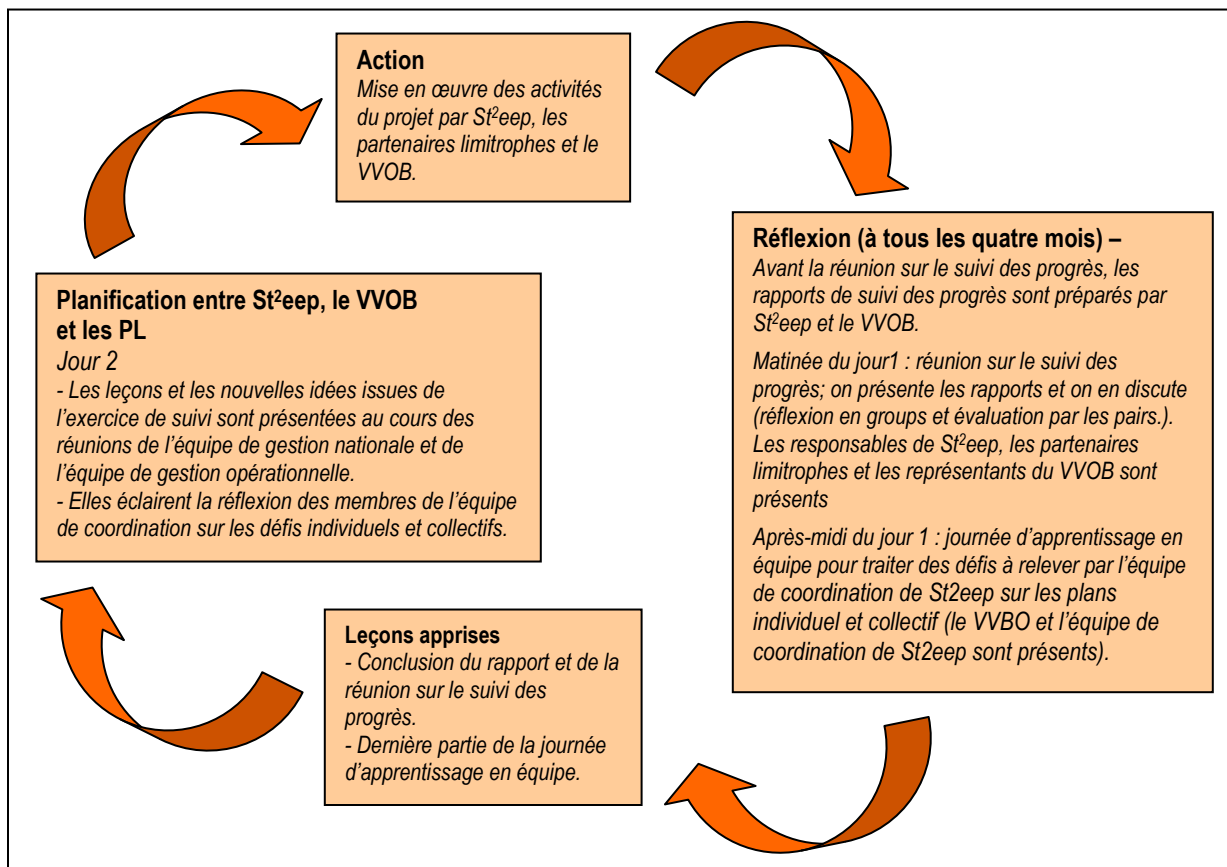 Action
Mise en œuvre des activités
du projet par St²eep, les
partenaires limitrophes et le
VVOB.
Réflexion (à tous les quatre mois) –
Avant la réunion sur le suivi des progrès, les
rapports de suivi des progrès sont préparés par
St²eep et le VVOB.
Matinée du jour1 : réunion sur le suivi des
progrès; on présente les rapports et on en discute
(réflexion en groups et évaluation par les pairs.).
Les responsables de St²eep, les partenaires
limitrophes et les représentants du VVOB sont
présents
Après-midi du jour 1 : journée d’apprentissage en
équipe pour traiter des défis à relever par l’équipe
de coordination de St2eep sur les plans
individuel et collectif (le VVBO et l’équipe de
coordination de St2eep sont présents).
Leçons apprises
- Conclusion du rapport et de la
réunion sur le suivi des
progrès.
- Dernière partie de la journée
d’apprentissage en équipe.
Planification entre St²eep, le VVOB
et les PL
Jour 2
- Les leçons et les nouvelles idées issues de
l’exercice de suivi sont présentées au cours des
réunions de l’équipe de gestion nationale et de
l’équipe de gestion opérationnelle.
- Elles éclairent la réflexion des membres de l’équipe
de coordination sur les défis individuels et collectifs.